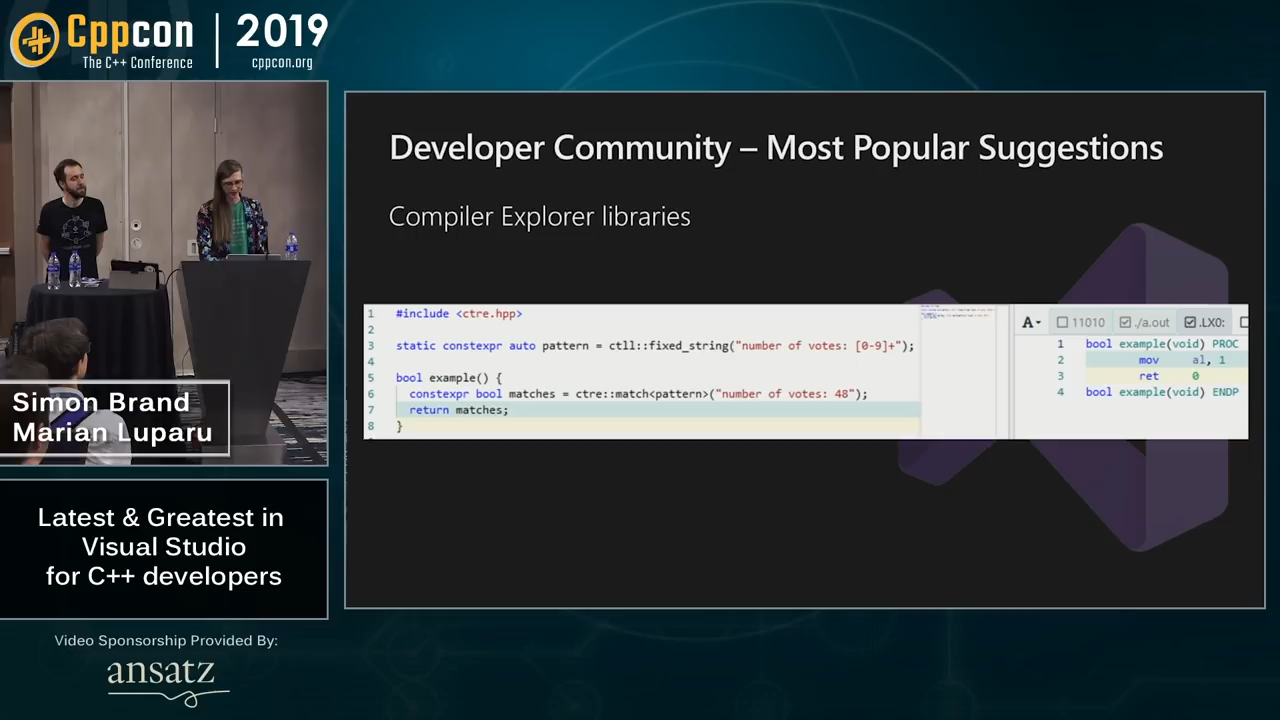 Cppcon
The C++ Conference
2019
cppcon.org
Simon Brand
Marian Luparu
Latest & Greatest in
Visual Studio
for C++ developers
Video Sponsorship Provided By:
ansatz
Developer Community – Most Popular Suggestions
Compiler Explorer libraries
1 #include <ctre.hpp>
2
3 static constexpr auto pattern = ctll::fixed_string("number of votes: [0-9]+");
4
5 bool example() {
6 constexpr bool matches = ctre::match<pattern>("number of votes: 48");
7 return matches;
8 }
A 11010 ./a.out .LX0:
1 bool example(void) PROC
2 mov al, 1
3 ret 0
4 bool example(void) ENDP